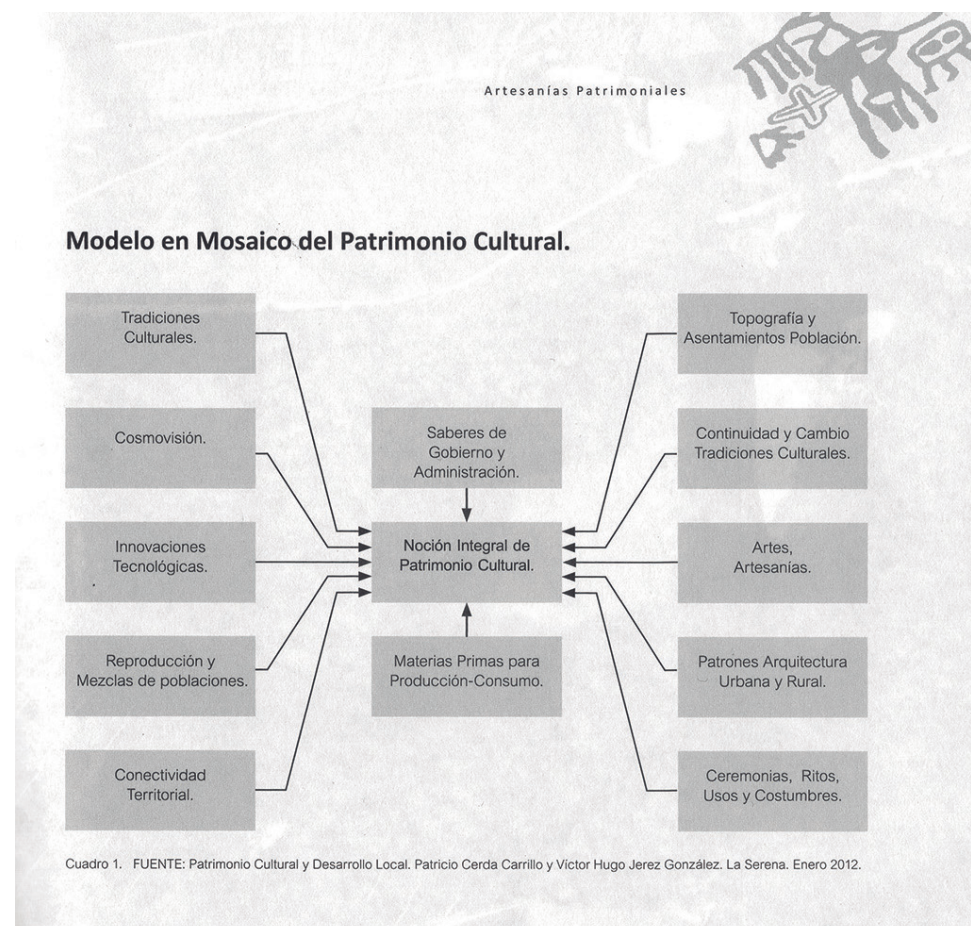 Artesanías Patrimoniales
Modelo en Mosaico del Patrimonio Cultural.
Tradiciones
Culturales.
Cosmovisión.
Innovaciones
Tecnológicas.
Reproducción y
Mezclas de poblaciones.
Conectividad
Territorial.
Saberes de
Gobierno y
Administración.
Noción Integral de
Patrimonio Cultural.
Materias Primas para
Producción-Consumo.
Topografía y
Asentamientos Población.
Continuidad y Cambio
Tradiciones Culturales.
Artes,
Artesanías.
Patrones Arquitectura
Urbana y Rural.
Ceremonias, Ritos,
Usos y Costumbres.
Cuadro 1. FUENTE: Patrimonio Cultural y Desarrollo Local. Patricio Cerda Carrillo y Víctor Hugo Jerez González. La Serena. Enero 2012.